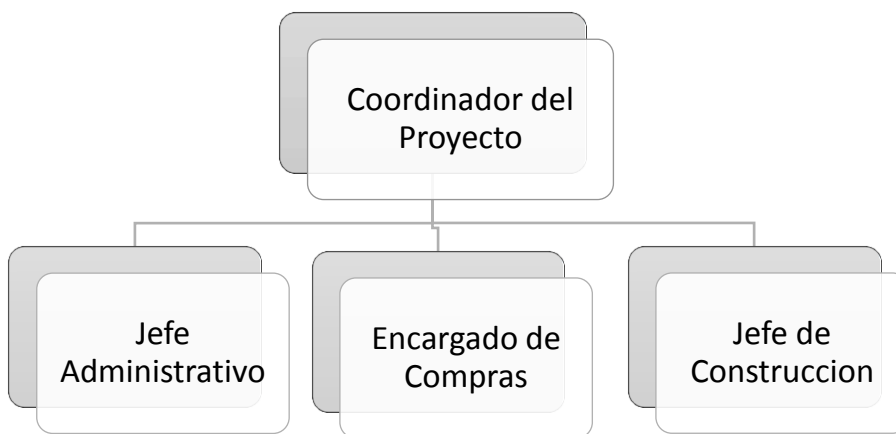 Coordinador del
Proyecto
Jefe
Administrativo
Encargado de
Compras
Jefe de
Construccion